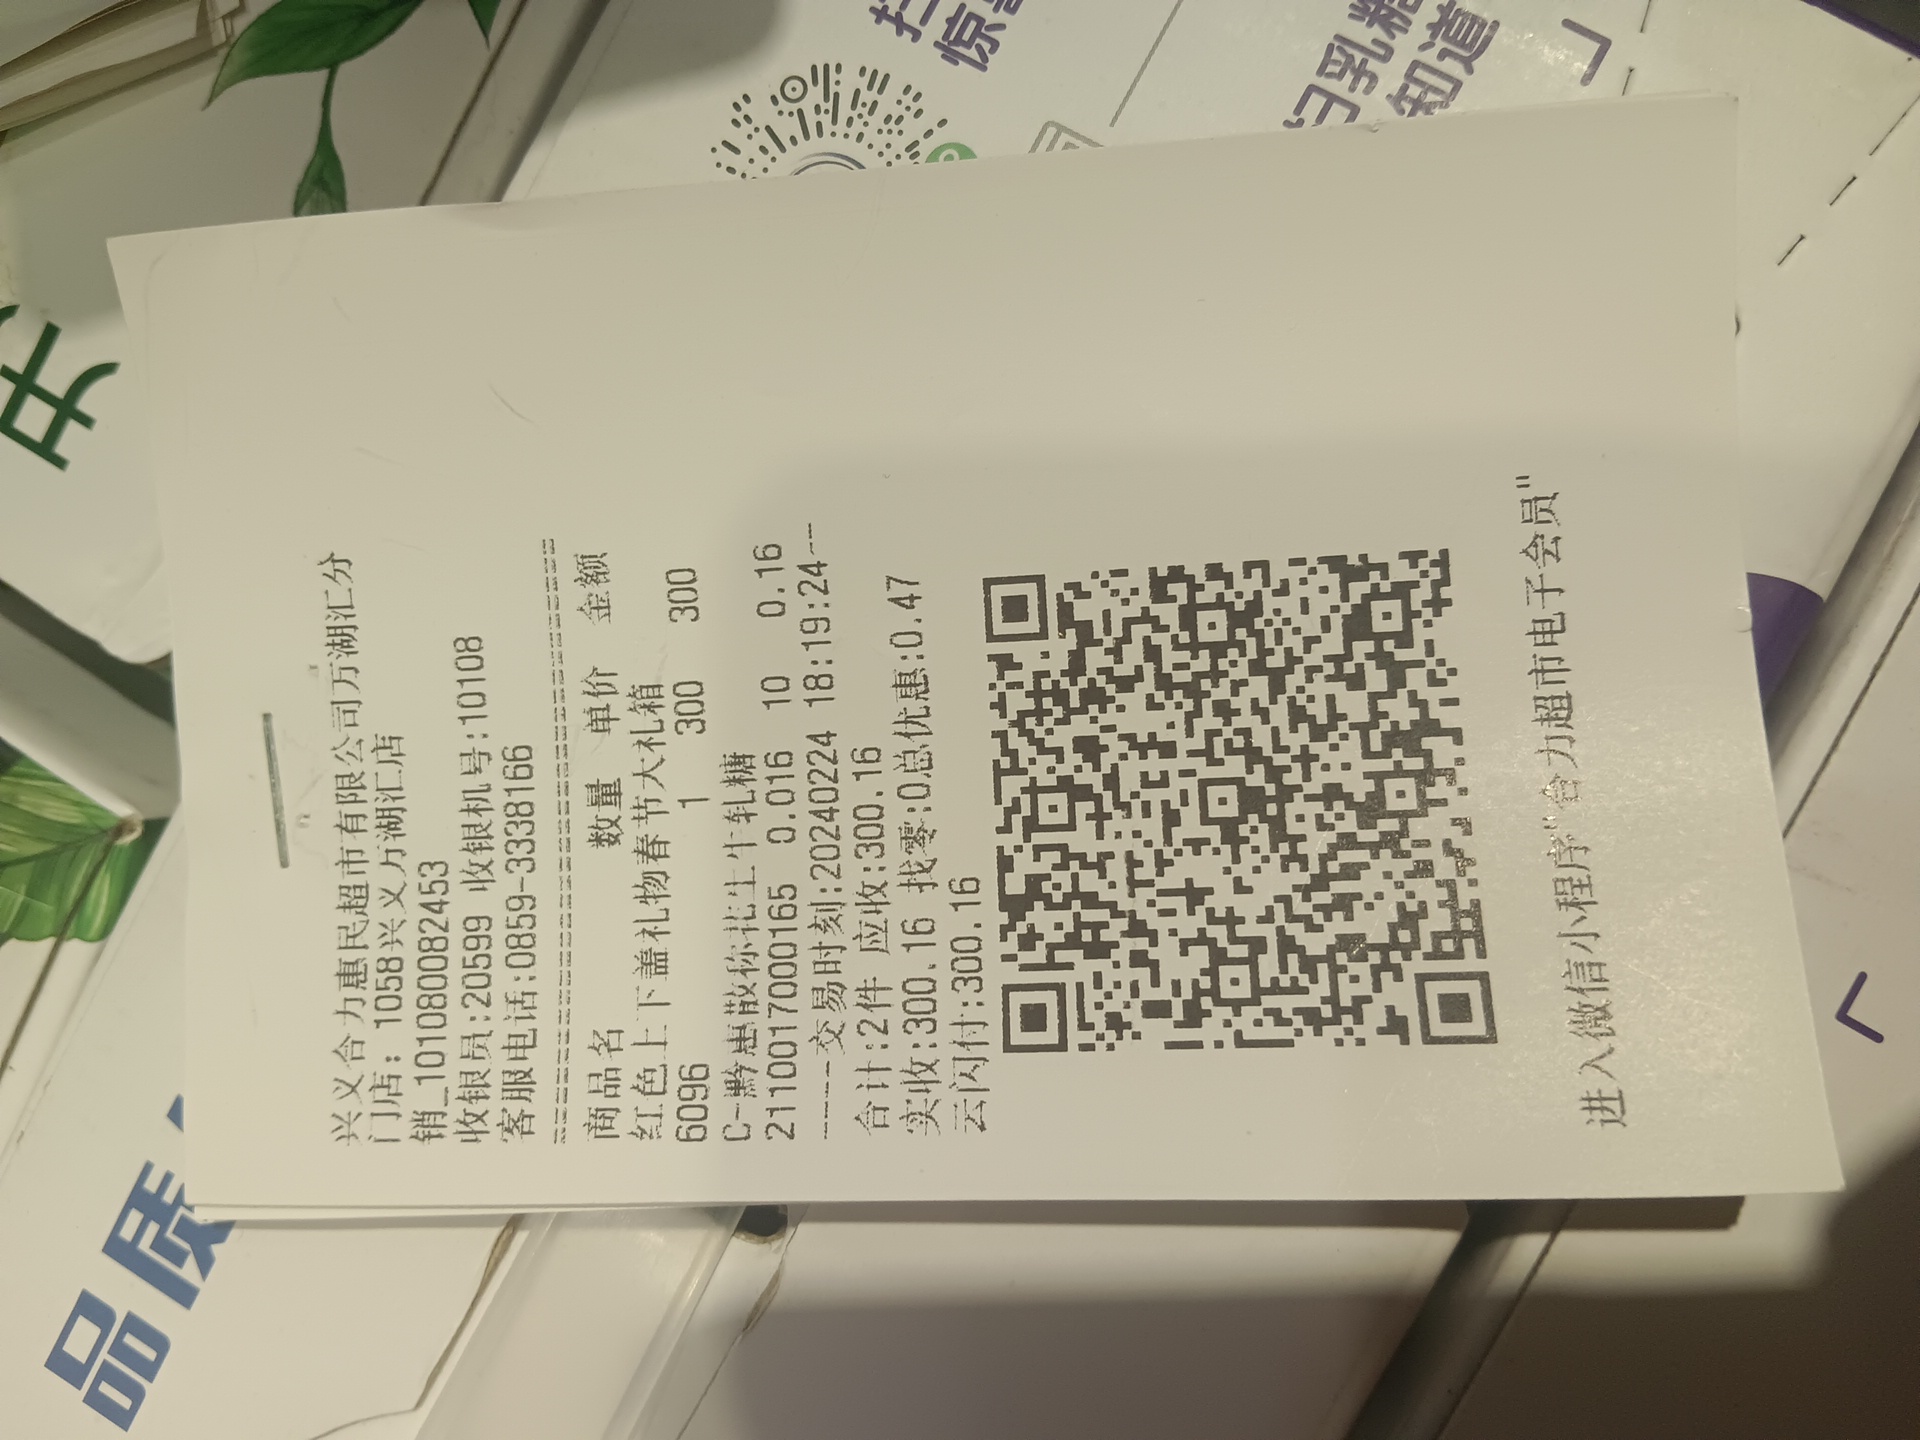 兴义合力惠民超市有限公司万湖汇分
门店: 1058兴义万湖汇店
销_10108008​2453
收银员:20599 收银机号:10108
客服电话:0859-3338166
商品名 数量 单价 金额
红色上下盖礼物春节大礼箱
6096 1 300 300
C-黔惠散称花生牛轧糖
2110017000165 0.016 10 0.16
----交易时刻:20240224 18:19:24---
合计:2件 应收:300.16
实收:300.16 找零:0总优惠:0.47
云闪付:300.16
进入微信小程序"合力超市电子会员"
品质
知道